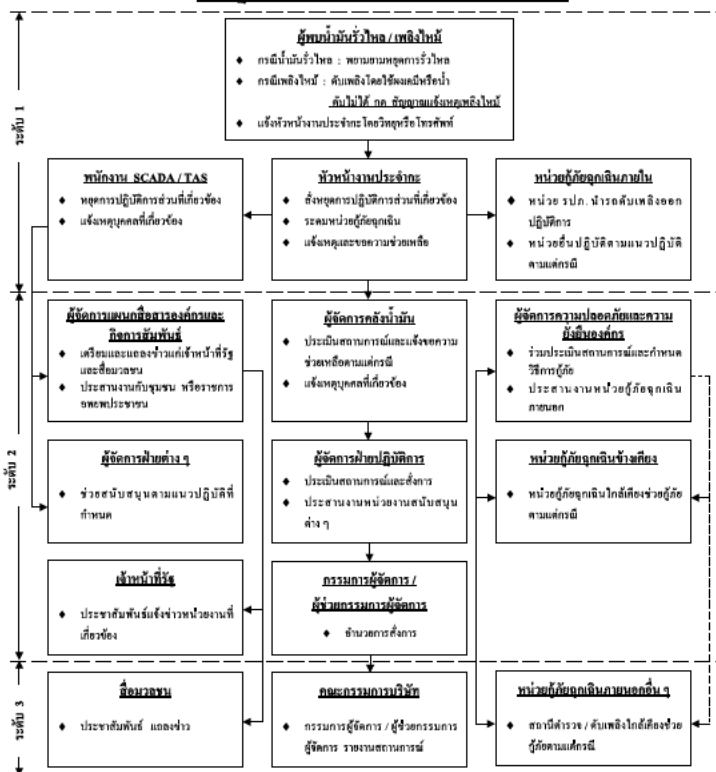 ผู้พบน้ำมันรั่วไหล / เพลิงไหม้
♦ กรณีน้ำมันรั่วไหล : พยายามหยุดการรั่วไหล
♦ กรณีเพลิงไหม้ : ดับเพลิงโดยใช้ผงเคมีหรือน้ำ
ดับไม่ได้ กด สัญญาณแจ้งเหตุเพลิงไหม้
♦ แจ้งหัวหน้างานประจำกะโดยวิทยุหรือโทรศัพท์
ระดับ 1
พนักงาน SCADA / TAS
♦ หยุดการปฏิบัติการส่วนที่เกี่ยวข้อง
♦ แจ้งเหตุบุคคลที่เกี่ยวข้อง
หัวหน้างานประจำกะ
♦ สั่งหยุดการปฏิบัติการส่วนที่เกี่ยวข้อง
♦ ระดมหน่วยกู้ภัยฉุกเฉิน
♦ แจ้งเหตุและขอความช่วยเหลือ
หน่วยกู้ภัยฉุกเฉินภายใน
♦ หน่วย รปภ. นำรถดับเพลิงออก
ปฏิบัติการ
♦ หน่วยอื่นปฏิบัติตามแนวปฏิบัติ
ตามแต่กรณี
ระดับ 2
ผู้จัดการแผนกสื่อสารองค์กรและ
กิจการสัมพันธ์
♦ เตรียมและแถลงข่าวแก่เจ้าหน้าที่รัฐ
และสื่อมวลชน
♦ ประสานงานกับชุมชน หรือราชการ
อพยพประชาชน
ผู้จัดการคลังน้ำมัน
♦ ประเมินสถานการณ์และแจ้งขอความ
ช่วยเหลือตามแต่กรณี
♦ แจ้งเหตุบุคคลที่เกี่ยวข้อง
ผู้จัดการความปลอดภัยและความ
ยั่งยืนองค์กร
♦ ร่วมประเมินสถานการณ์และกำหนด
วิธีการกู้ภัย
♦ ประสานงานหน่วยกู้ภัยฉุกเฉิน
ภายนอก
ผู้จัดการฝ่ายต่าง ๆ
♦ ช่วยสนับสนุนตามแนวปฏิบัติที่
กำหนด
ผู้จัดการฝ่ายปฏิบัติการ
♦ ประเมินสถานการณ์และสั่งการ
♦ ประสานงานหน่วยงานสนับสนุน
ต่าง ๆ
หน่วยกู้ภัยฉุกเฉินข้างเคียง
♦ หน่วยกู้ภัยฉุกเฉินใกล้เคียงช่วยกู้ภัย
ตามแต่กรณี
เจ้าหน้าที่รัฐ
♦ ประชาสัมพันธ์แจ้งข่าวหน่วยงานที่
เกี่ยวข้อง
กรรมการผู้จัดการ /
ผู้ช่วยกรรมการผู้จัดการ
♦ อำนวยการสั่งการ
ระดับ 3
สื่อมวลชน
♦ ประชาสัมพันธ์ แถลงข่าว
คณะกรรมการบริษัท
♦ กรรมการผู้จัดการ / ผู้ช่วยกรรมการ
ผู้จัดการ รายงานสถานการณ์
หน่วยกู้ภัยฉุกเฉินภายนอกอื่น ๆ
♦ สถานีตำรวจ / ดับเพลิงใกล้เคียงช่วย
กู้ภัยตามแต่กรณี